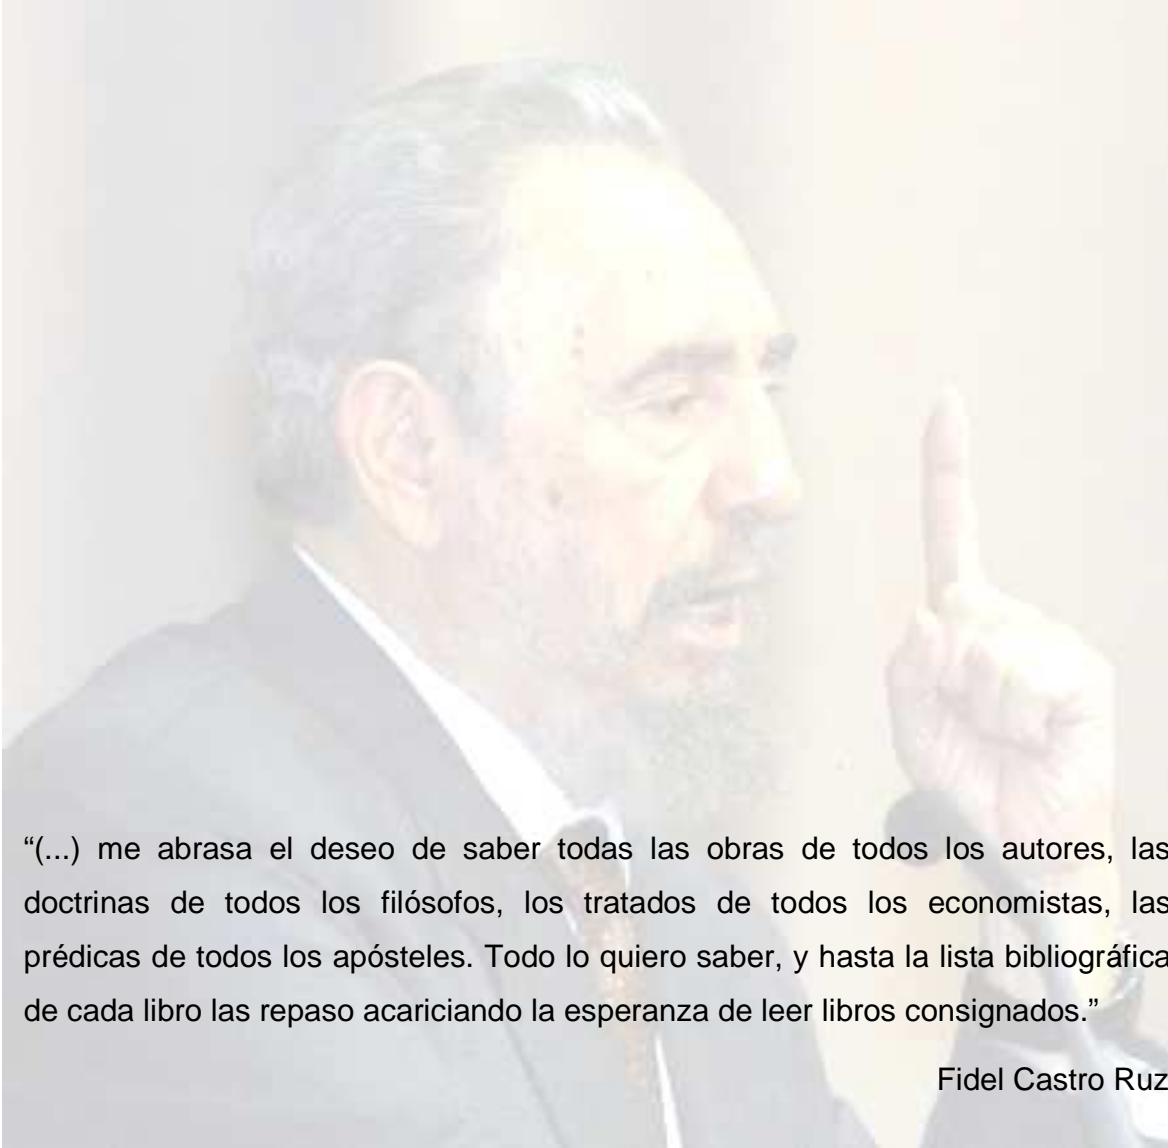 “(...) me abrasa el deseo de saber todas las obras de todos los autores, las
doctrinas de todos los filósofos, los tratados de todos los economistas, las
prédicas de todos los apósteles. Todo lo quiero saber, y hasta la lista bibliográfica
de cada libro las repaso acariciando la esperanza de leer libros consignados.”
Fidel Castro Ruz